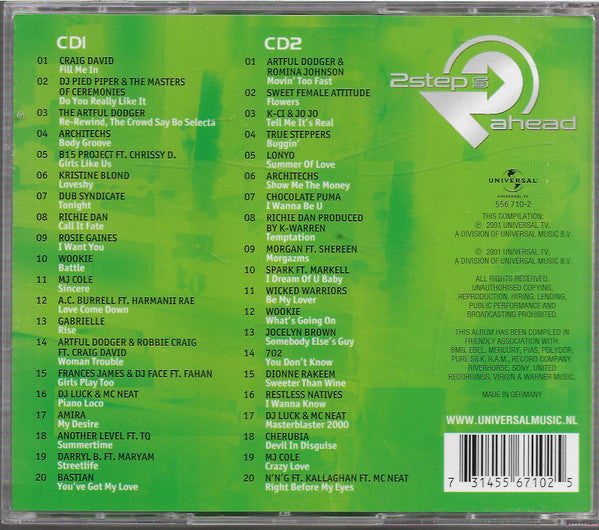 CD1
01 CRAIG DAVID
Fill Me In
02 DJ PIED PIPER & THE MASTERS
OF CEREMONIES
Do You Really Like It
03 THE ARTFUL DODGER
Re-Rewind, The Crowd Say Bo Selecta
04 ARCHITECHS
Body Groove
05 B15 PROJECT FT. CHRISSY D.
Girls Like Us
06 KRISTINE BLOND
Loveshy
07 DUB SYNDICATE
Tonight
08 RICHIE DAN
Call It Fate
09 ROSIE GAINES
I Want You
10 WOOKIE
Battle
11 MJ COLE
Sincere
12 A.C. BURRELL FT. HARMANII RAE
Love Come Down
13 GABRIELLE
Rise
14 ARTFUL DODGER & ROBBIE CRAIG
FT. CRAIG DAVID
Woman Trouble
15 FRANCES JAMES & DJ FACE FT. FAHAN
Girls Play Too
16 DJ LUCK & MC NEAT
Piano Loco
17 AMIRA
My Desire
18 ANOTHER LEVEL FT. TQ
Summertime
19 DARRYL B. FT. MARYAM
Streetlife
20 BASTIAN
You've Got My Love
CD2
01 ARTFUL DODGER &
ROMINA JOHNSON
Movin' Too Fast
02 SWEET FEMALE ATTITUDE
Flowers
03 K-CI & JO JO
Tell Me It's Real
04 TRUE STEPPERS
Buggin'
05 LONYO
Summer Of Love
06 ARCHITECHS
Show Me The Money
07 CHOCOLATE PUMA
I Wanna Be U
08 RICHIE DAN PRODUCED
BY K-WARREN
Temptation
09 MORGAN FT. SHEREEN
Morgazms
10 SPARK FT. MARKELL
I Dream Of U Baby
11 WICKED WARRIORS
Be My Lover
12 WOOKIE
What's Going On
13 JOCELYN BROWN
Somebody Else's Guy
14 702
You Don't Know
15 DIONNE RAKEEM
Sweeter Than Wine
16 RESTLESS NATIVES
I Wanna Know
17 DJ LUCK & MC NEAT
Masterblaster 2000
18 CHERUBIA
Devil In Disguise
19 MJ COLE
Crazy Love
20 N'N'G FT. KALLAGHAN FT. MC NEAT
Right Before My Eyes
2step
ahead
UNIVERSAL
UNIVERSAL TV
556 710-2
THIS COMPILATION;
℗ 2001 UNIVERSAL TV,
A DIVISION OF UNIVERSAL MUSIC B.V.
© 2001 UNIVERSAL TV,
A DIVISION OF UNIVERSAL MUSIC B.V.
ALL RIGHTS RESERVED.
UNAUTHORISED COPYING,
REPRODUCTION, HIRING, LENDING,
PUBLIC PERFORMANCE AND
BROADCASTING PROHIBITED.
THIS ALBUM HAS BEEN COMPILED IN
FRIENDLY ASSOCIATION WITH:
BMG, EDEL, MERCURY, PIAS, POLYDOR,
PURE SILK, R.A.M., RECORD COMPANY,
RIVERHORSE, SONY, UNITED
RECORDINGS, VIRGIN & WARNER MUSIC.
MADE IN GERMANY
WWW.UNIVERSALMUSIC.NL
7 31455 67102 5